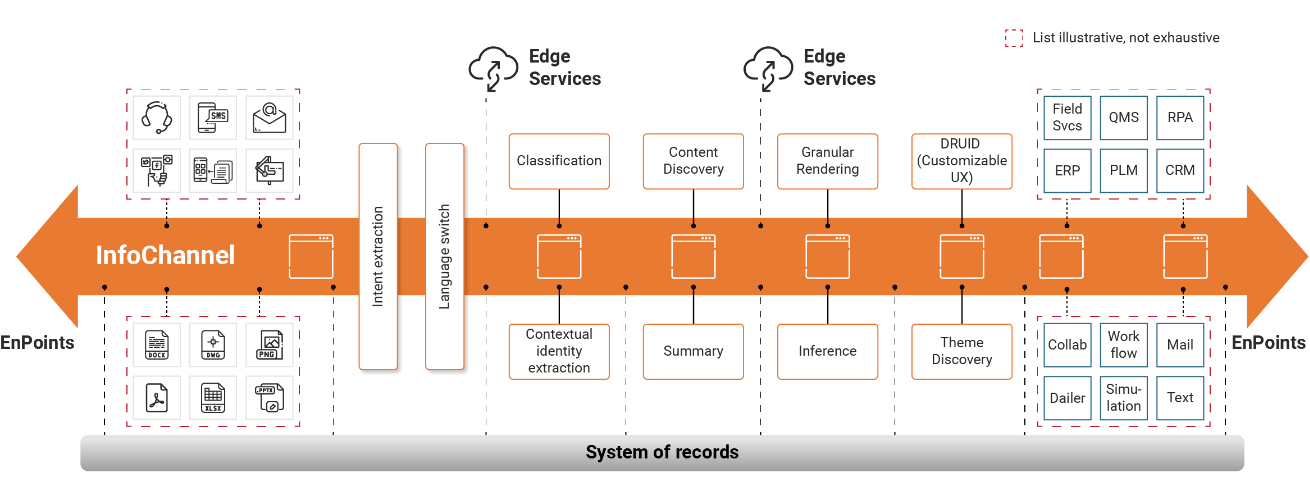 List illustrative, not exhaustive
Edge
Services
Edge
Services
SMS
@
Classification
Content
Discovery
Granular
Rendering
DRUID
(Customizable
UX)
Field
Svcs
QMS
RPA
ERP
PLM
CRM
InfoChannel
Intent extraction
Language switch
EnPoints
EnPoints
DOCX
DWG
PNG
XLSX
PPTX
Contextual
identity
extraction
Summary
Inference
Theme
Discovery
Collab
Work
flow
Mail
Dailer
Simu-
lation
Text
System of records